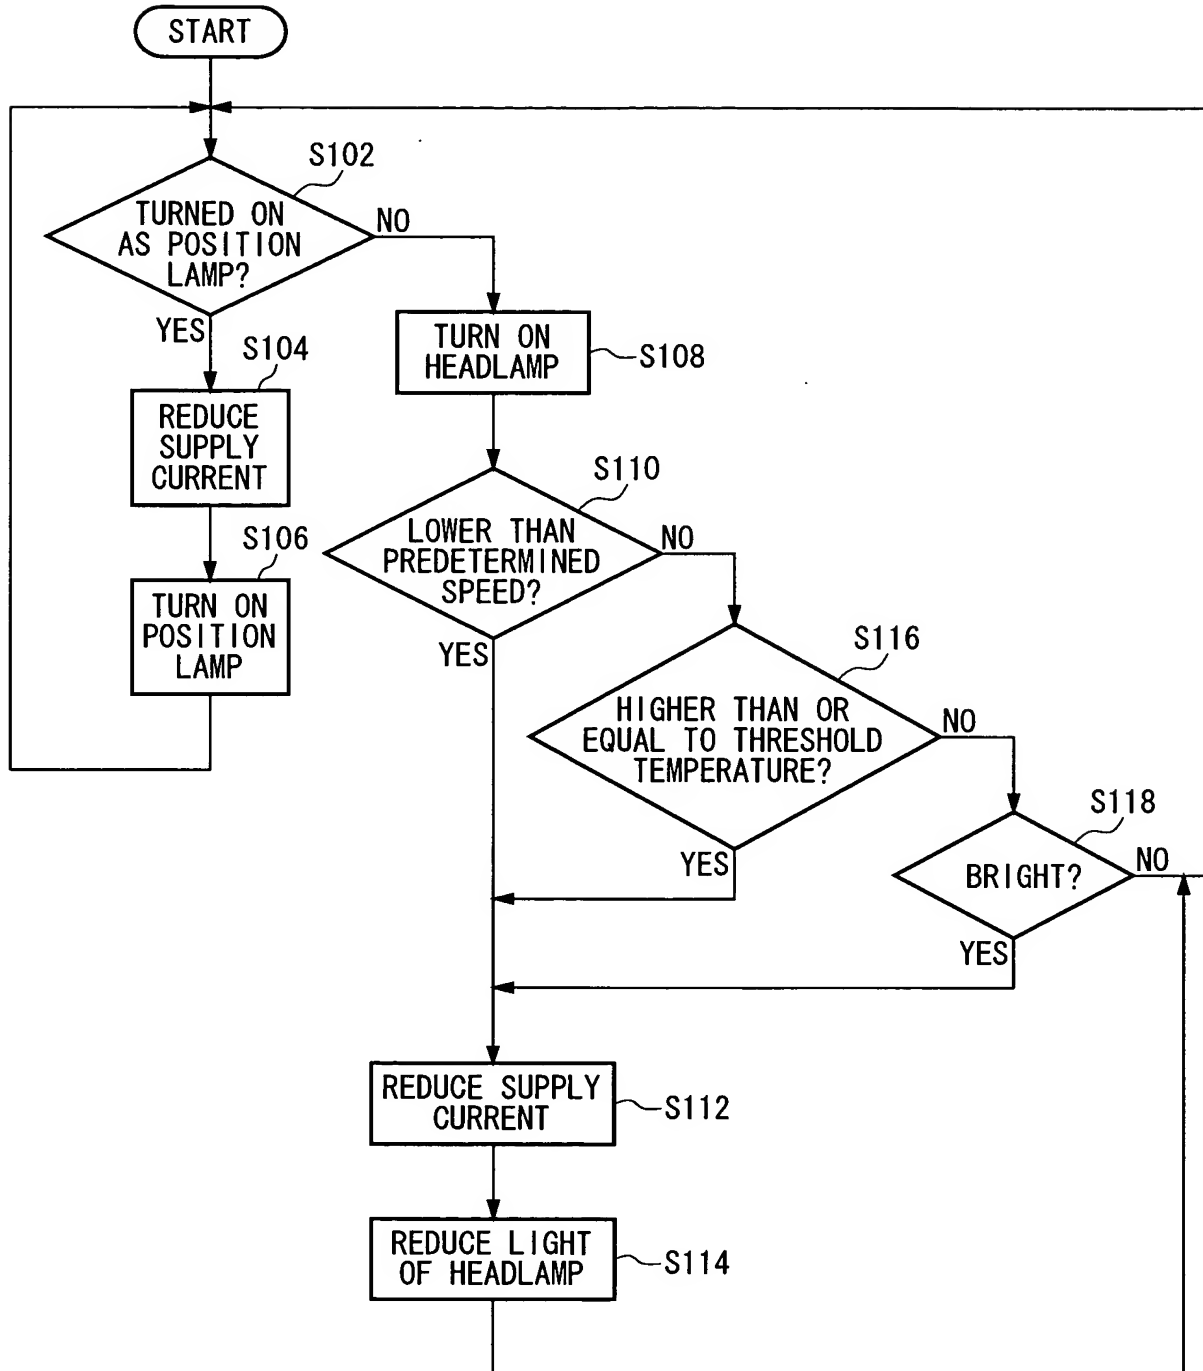 START
S102
TURNED ON
AS POSITION
LAMP?
NO
YES
S104
REDUCE
SUPPLY
CURRENT
S106
TURN ON
POSITION
LAMP
TURN ON
HEADLAMP
S108
S110
LOWER THAN
PREDETERMINED
SPEED?
NO
YES
S116
HIGHER THAN OR
EQUAL TO THRESHOLD
TEMPERATURE?
NO
YES
S118
BRIGHT?
NO
YES
REDUCE SUPPLY
CURRENT
S112
REDUCE LIGHT
OF HEADLAMP
S114